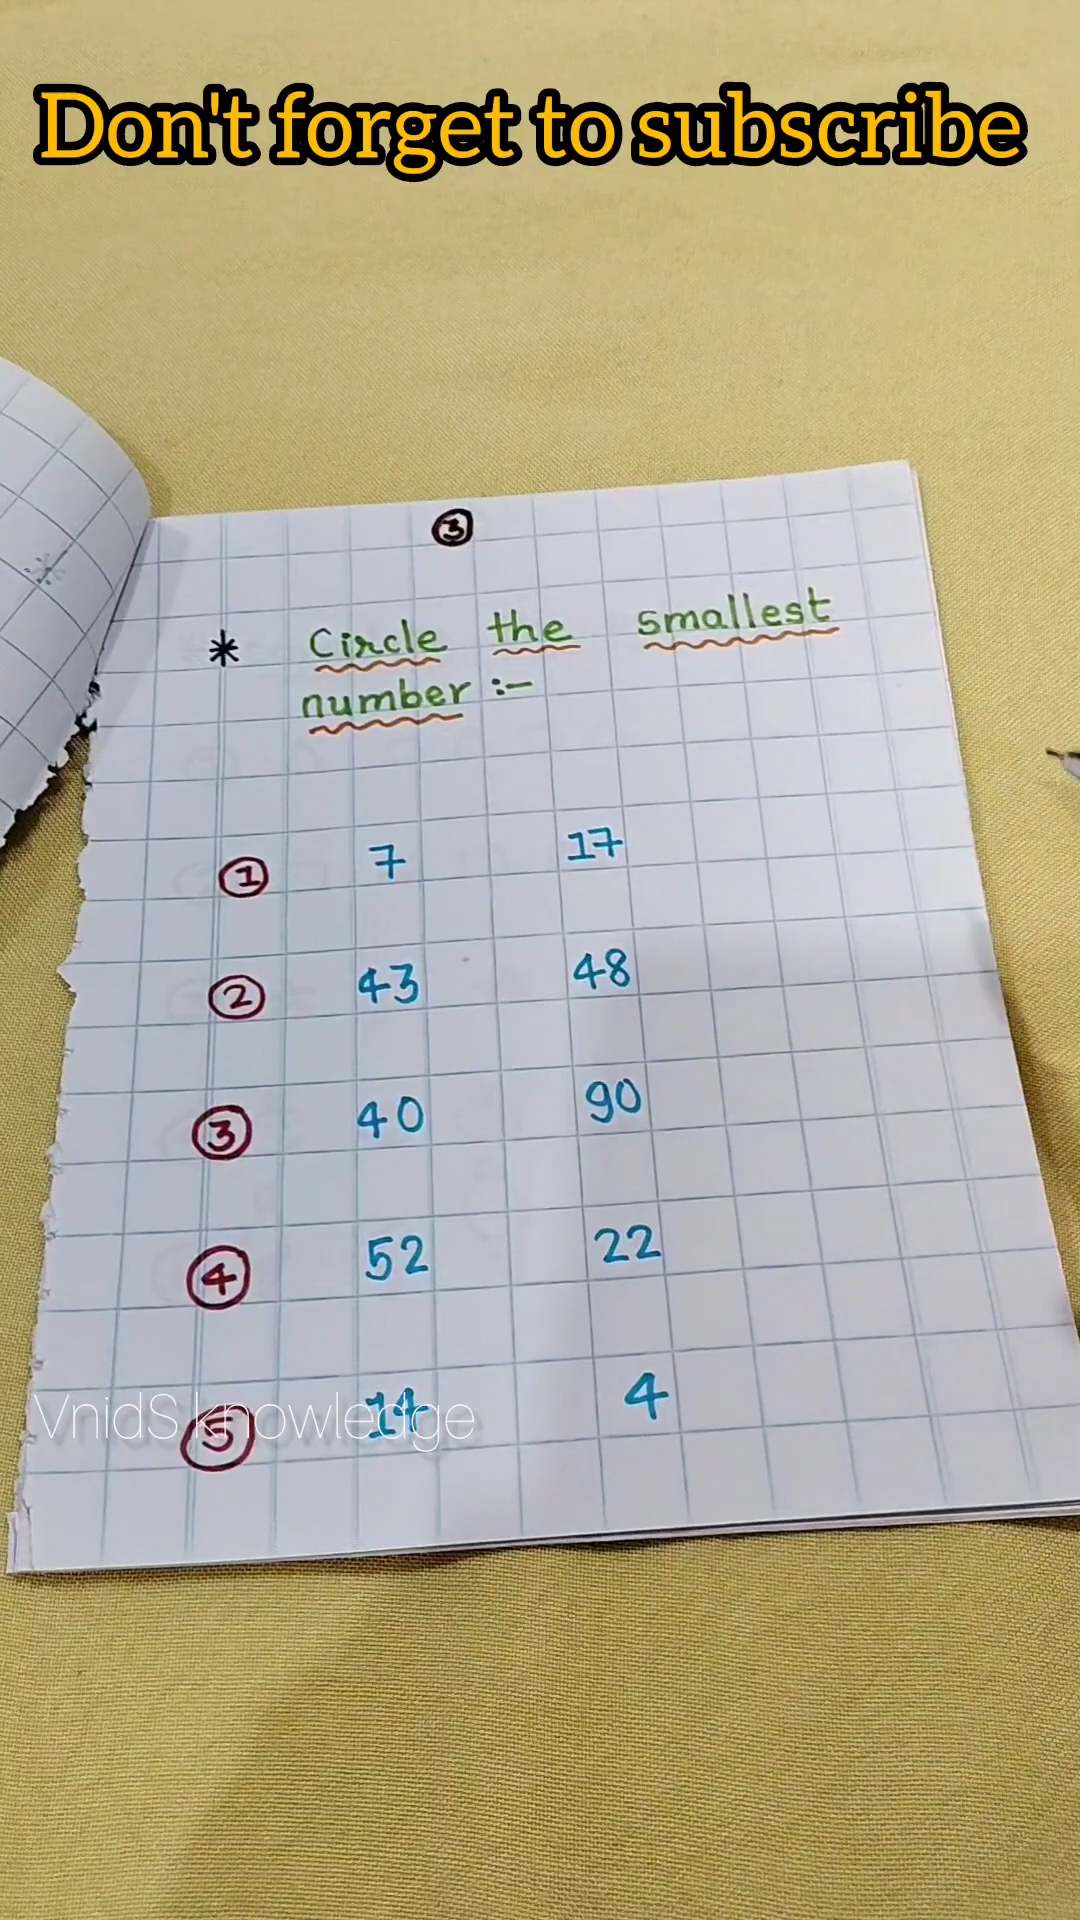 Don't forget to subscribe
3
* Circle the smallest
number :-
1 7 17
2 43 48
3 40 90
4 52 22
5 14 4
VnidS knowledge